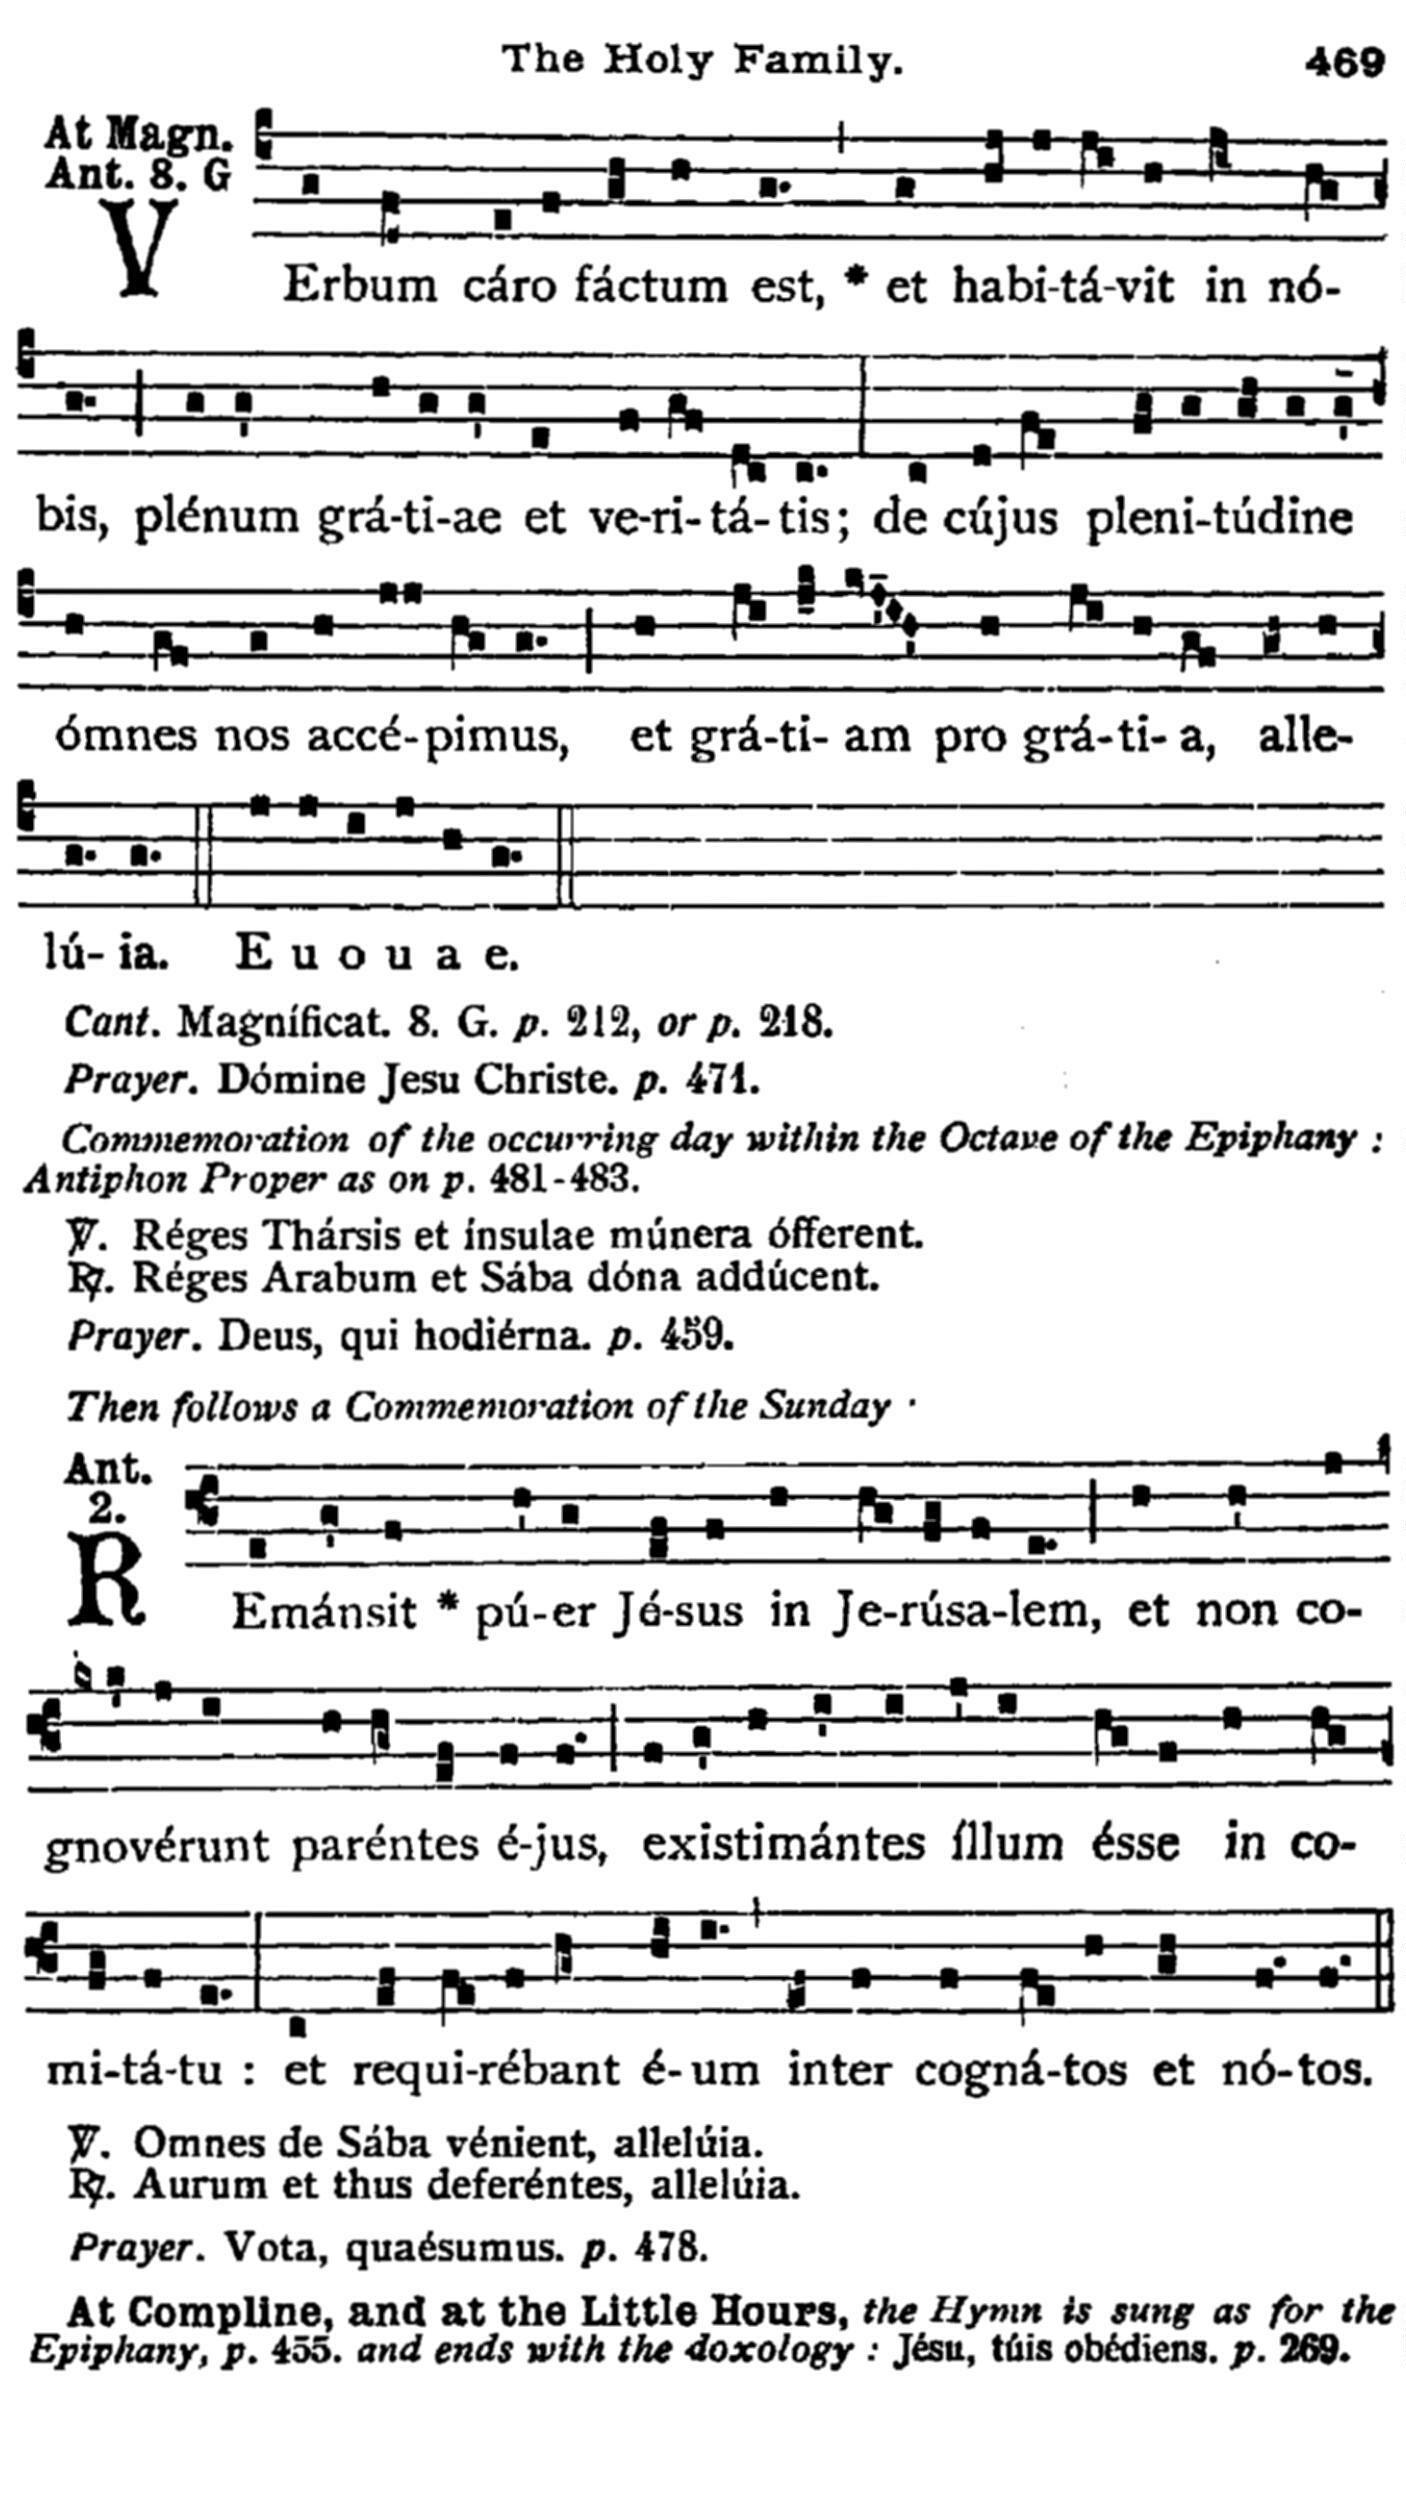 The Holy Family. 469
At Magn.
Ant. 8. G
VErbum cáro fáctum est, * et habi-tá-vit in nó-
bis, plénum grá-ti-ae et ve-ri-tá-tis; de cújus pleni-túdine
ómnes nos accé-pimus, et grá-ti-am pro grá-ti-a, alle-
lú-ia. E u o u a e.
Cant. Magníficat. 8. G. p. 212, or p. 218.
Prayer. Dómine Jesu Christe. p. 471.
Commemoration of the occurring day within the Octave of the Epiphany :
Antiphon Proper as on p. 481-483.
℣. Réges Thársis et ínsulae múnera ófferent.
℟. Réges Arabum et Sába dóna addúcent.
Prayer. Deus, qui hodiérna. p. 459.
Then follows a Commemoration of the Sunday ·
Ant.
2.
REmánsit * pú-er Jé-sus in Je-rúsa-lem, et non co-
gnovérunt paréntes é-jus, existimántes íllum ésse in co-
mi-tá-tu : et requi-rébant é-um inter cogná-tos et nó-tos.
℣. Omnes de Sába vénient, allelúia.
℟. Aurum et thus deferéntes, allelúia.
Prayer. Vota, quaésumus. p. 478.
At Compline, and at the Little Hours, the Hymn is sung as for the
Epiphany, p. 455. and ends with the doxology : Jésu, túis obédiens. p. 269.